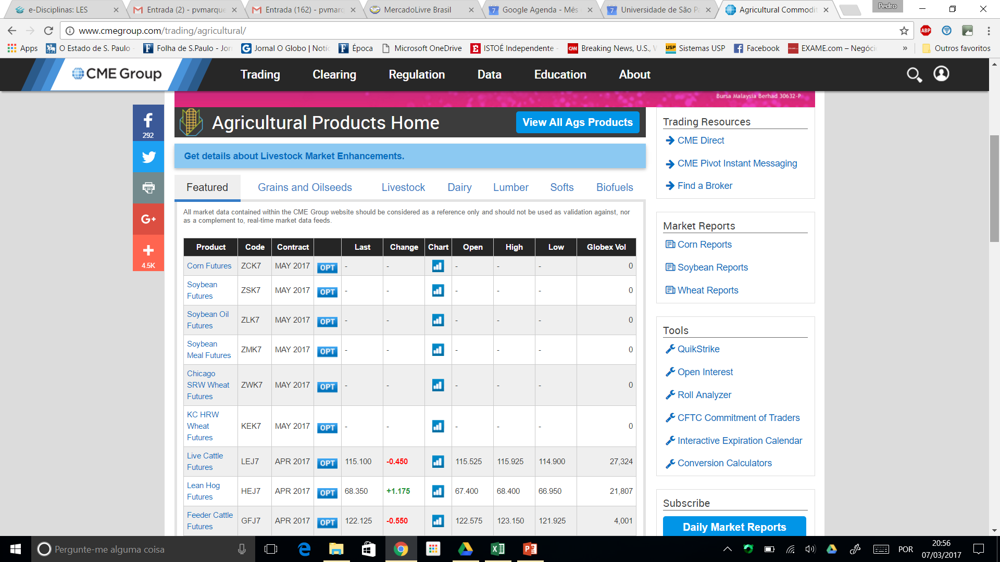 e-Disciplinas: LES
Entrada (2) - pvmarque
Entrada (162) - pvmarq
MercadoLivre Brasil
Google Agenda - Mês
Universidade de São P
Agricultural Commodit
Pedro
www.cmegroup.com/trading/agricultural/
ABP
Apps
O Estado de S. Paulo -
Folha de S.Paulo - Jor
Jornal O Globo | Notíc
Época
Microsoft OneDrive
ISTOÉ Independente -
Breaking News, U.S., W
Sistemas USP
Facebook
EXAME.com – Negóci
» Outros favoritos
CME Group
Trading
Clearing
Regulation
Data
Education
About
Bursa Malaysia Berhad 30632-P
292
G+
4.5K
Agricultural Products Home
View All Ags Products
Get details about Livestock Market Enhancements.
Featured Grains and Oilseeds Livestock Dairy Lumber Softs Biofuels
All market data contained within the CME Group website should be considered as a reference only and should not be used as validation against, nor
as a complement to, real-time market data feeds.
Product Code Contract Last Change Chart Open High Low Globex Vol
Corn Futures ZCK7 MAY 2017 OPT - - - - - 0
Soybean
Futures ZSK7 MAY 2017 OPT - - - - - 0
Soybean Oil
Futures ZLK7 MAY 2017 OPT - - - - - 0
Soybean
Meal Futures ZMK7 MAY 2017 OPT - - - - - 0
Chicago
SRW Wheat
Futures ZWK7 MAY 2017 OPT - - - - - 0
KC HRW
Wheat
Futures KEK7 MAY 2017 OPT - - - - - 0
Live Cattle
Futures LEJ7 APR 2017 OPT 115.100 -0.450 115.525 115.925 114.900 27,324
Lean Hog
Futures HEJ7 APR 2017 OPT 68.350 +1.175 67.400 68.400 66.950 21,807
Feeder Cattle
Futures GFJ7 APR 2017 OPT 122.125 -0.550 122.575 123.150 121.925 4,001
Trading Resources
CME Direct
CME Pivot Instant Messaging
Find a Broker
Market Reports
Corn Reports
Soybean Reports
Wheat Reports
Tools
QuikStrike
Open Interest
Roll Analyzer
CFTC Commitment of Traders
Interactive Expiration Calendar
Conversion Calculators
Subscribe
Daily Market Reports
Pergunte-me alguma coisa
POR
20:56
07/03/2017